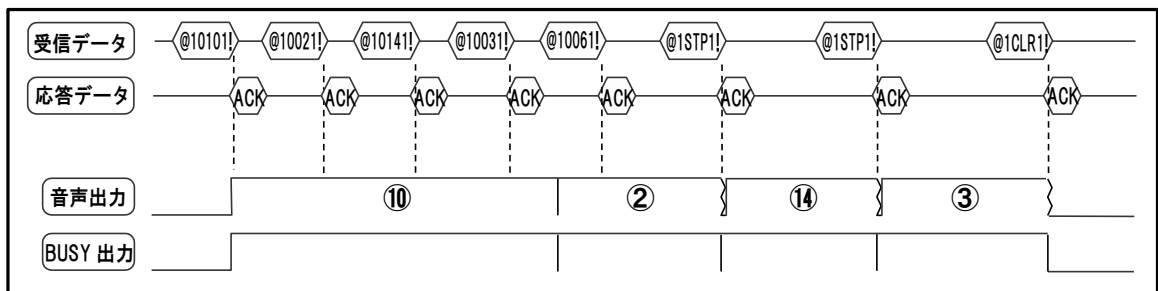 受信データ @10101! @10021! @10141! @10031! @10061! @1STP1! @1STP1! @1CLR1!
応答データ ACK ACK ACK ACK ACK ACK ACK ACK
音声出力 ⑩ ② ⑭ ③
BUSY 出力